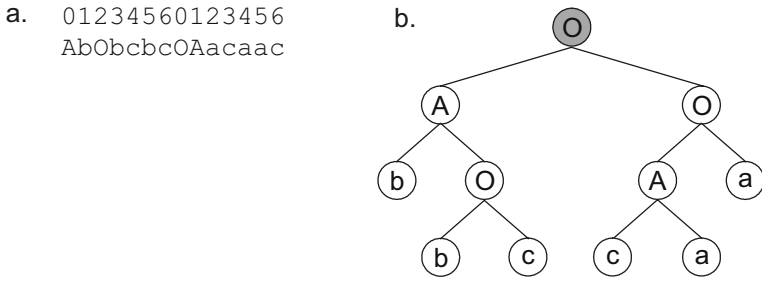 a.
01234560123456
AbObcbcOAacaac
b.
O
A O
b O A a
b c c a